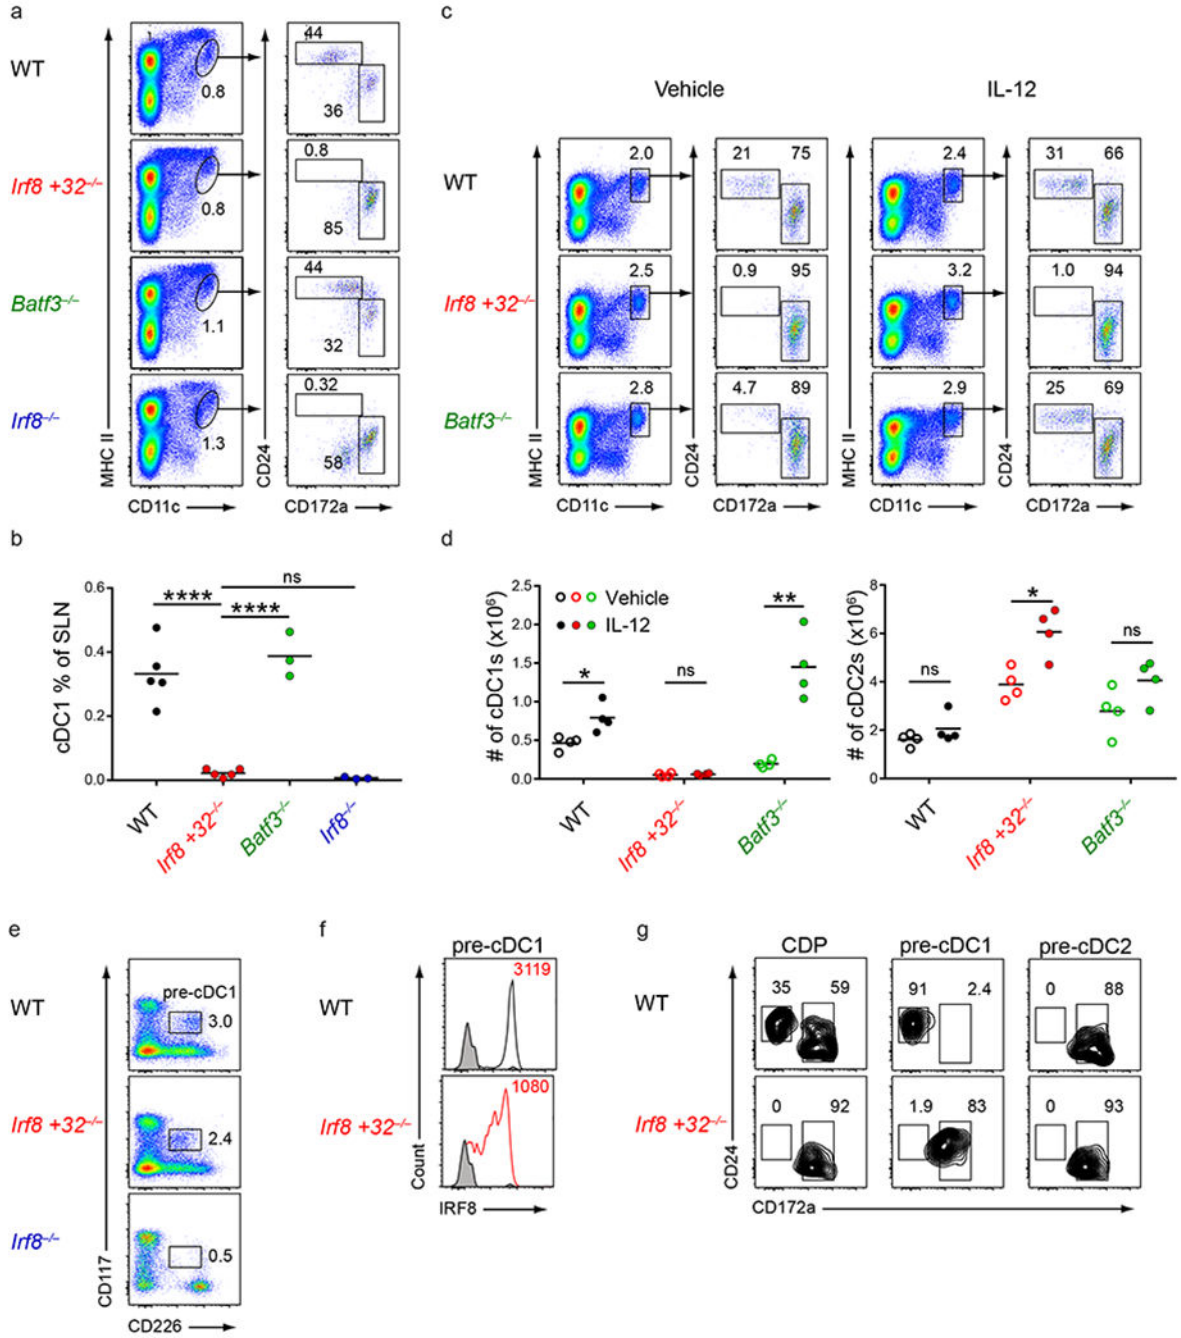 a
WT
44
0.8
36
Irf8 +32–/–
0.8
0.8
85
Batf3–/–
44
1.1
32
Irf8–/–
0.32
1.3
58
MHC II
CD24
CD11c
CD172a
c
Vehicle
IL-12
WT
2.0
21
75
2.4
31
66
Irf8 +32–/–
2.5
0.9
95
3.2
1.0
94
Batf3–/–
2.8
4.7
89
2.9
25
69
MHC II
CD24
MHC II
CD24
CD11c
CD172a
CD11c
CD172a
b
cDC1 % of SLN
0.6
0.4
0.2
0.0
****
****
ns
WT
Irf8 +32–/–
Batf3–/–
Irf8–/–
d
# of cDC1s (x10⁶)
2.5
2.0
1.5
1.0
0.5
0.0
Vehicle
IL-12
*
ns
**
WT
Irf8 +32–/–
Batf3–/–
# of cDC2s (x10⁶)
8
6
4
2
0
ns
*
ns
WT
Irf8 +32–/–
Batf3–/–
e
WT
pre-cDC1
3.0
Irf8 +32–/–
2.4
Irf8–/–
0.5
CD117
CD226
f
pre-cDC1
WT
3119
Irf8 +32–/–
1080
Count
IRF8
g
CDP
pre-cDC1
pre-cDC2
WT
35
59
91
2.4
0
88
Irf8 +32–/–
0
92
1.9
83
0
93
CD24
CD172a